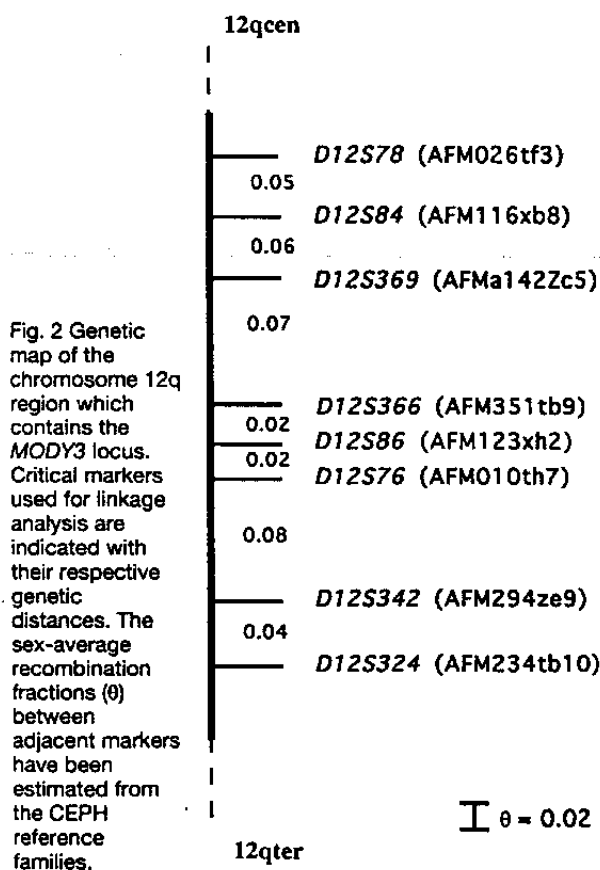 12qcen
D12S78 (AFM026tf3)
0.05
D12S84 (AFM116xb8)
0.06
D12S369 (AFMa142Zc5)
0.07
D12S366 (AFM351tb9)
0.02
D12S86 (AFM123xh2)
0.02
D12S76 (AFM010th7)
0.08
D12S342 (AFM294ze9)
0.04
D12S324 (AFM234tb10)
θ = 0.02
12qter
Fig. 2 Genetic
map of the
chromosome 12q
region which
contains the
MODY3 locus.
Critical markers
used for linkage
analysis are
indicated with
their respective
genetic
distances. The
sex-average
recombination
fractions (θ)
between
adjacent markers
have been
estimated from
the CEPH
reference
families.